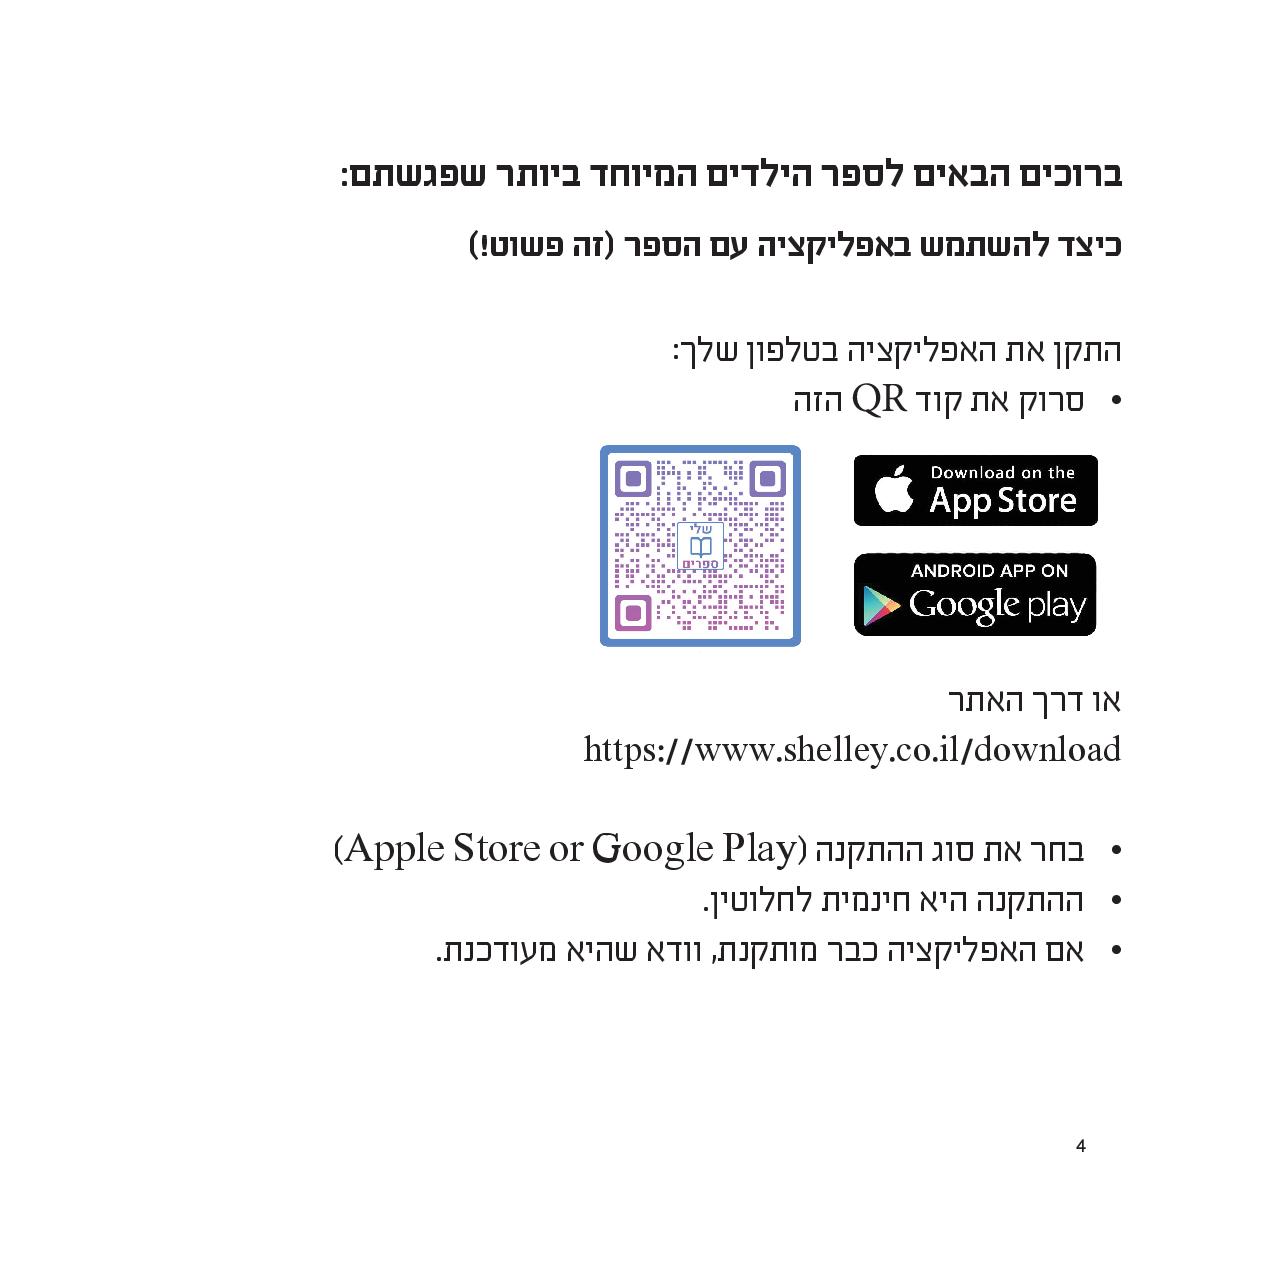 ברוכים הבאים לספר הילדים המיוחד ביותר שפגשתם:
כיצד להשתמש באפליקציה עם הספר (זה פשוט!)
התקן את האפליקציה בטלפון שלך:
• סרוק את קוד QR הזה
Download on the
App Store
שלי
ספרים
ANDROID APP ON
Google play
או דרך האתר
https://www.shelley.co.il/download
• בחר את סוג ההתקנה (Apple Store or Google Play)
• ההתקנה היא חינמית לחלוטין.
• אם האפליקציה כבר מותקנת, וודא שהיא מעודכנת.
4